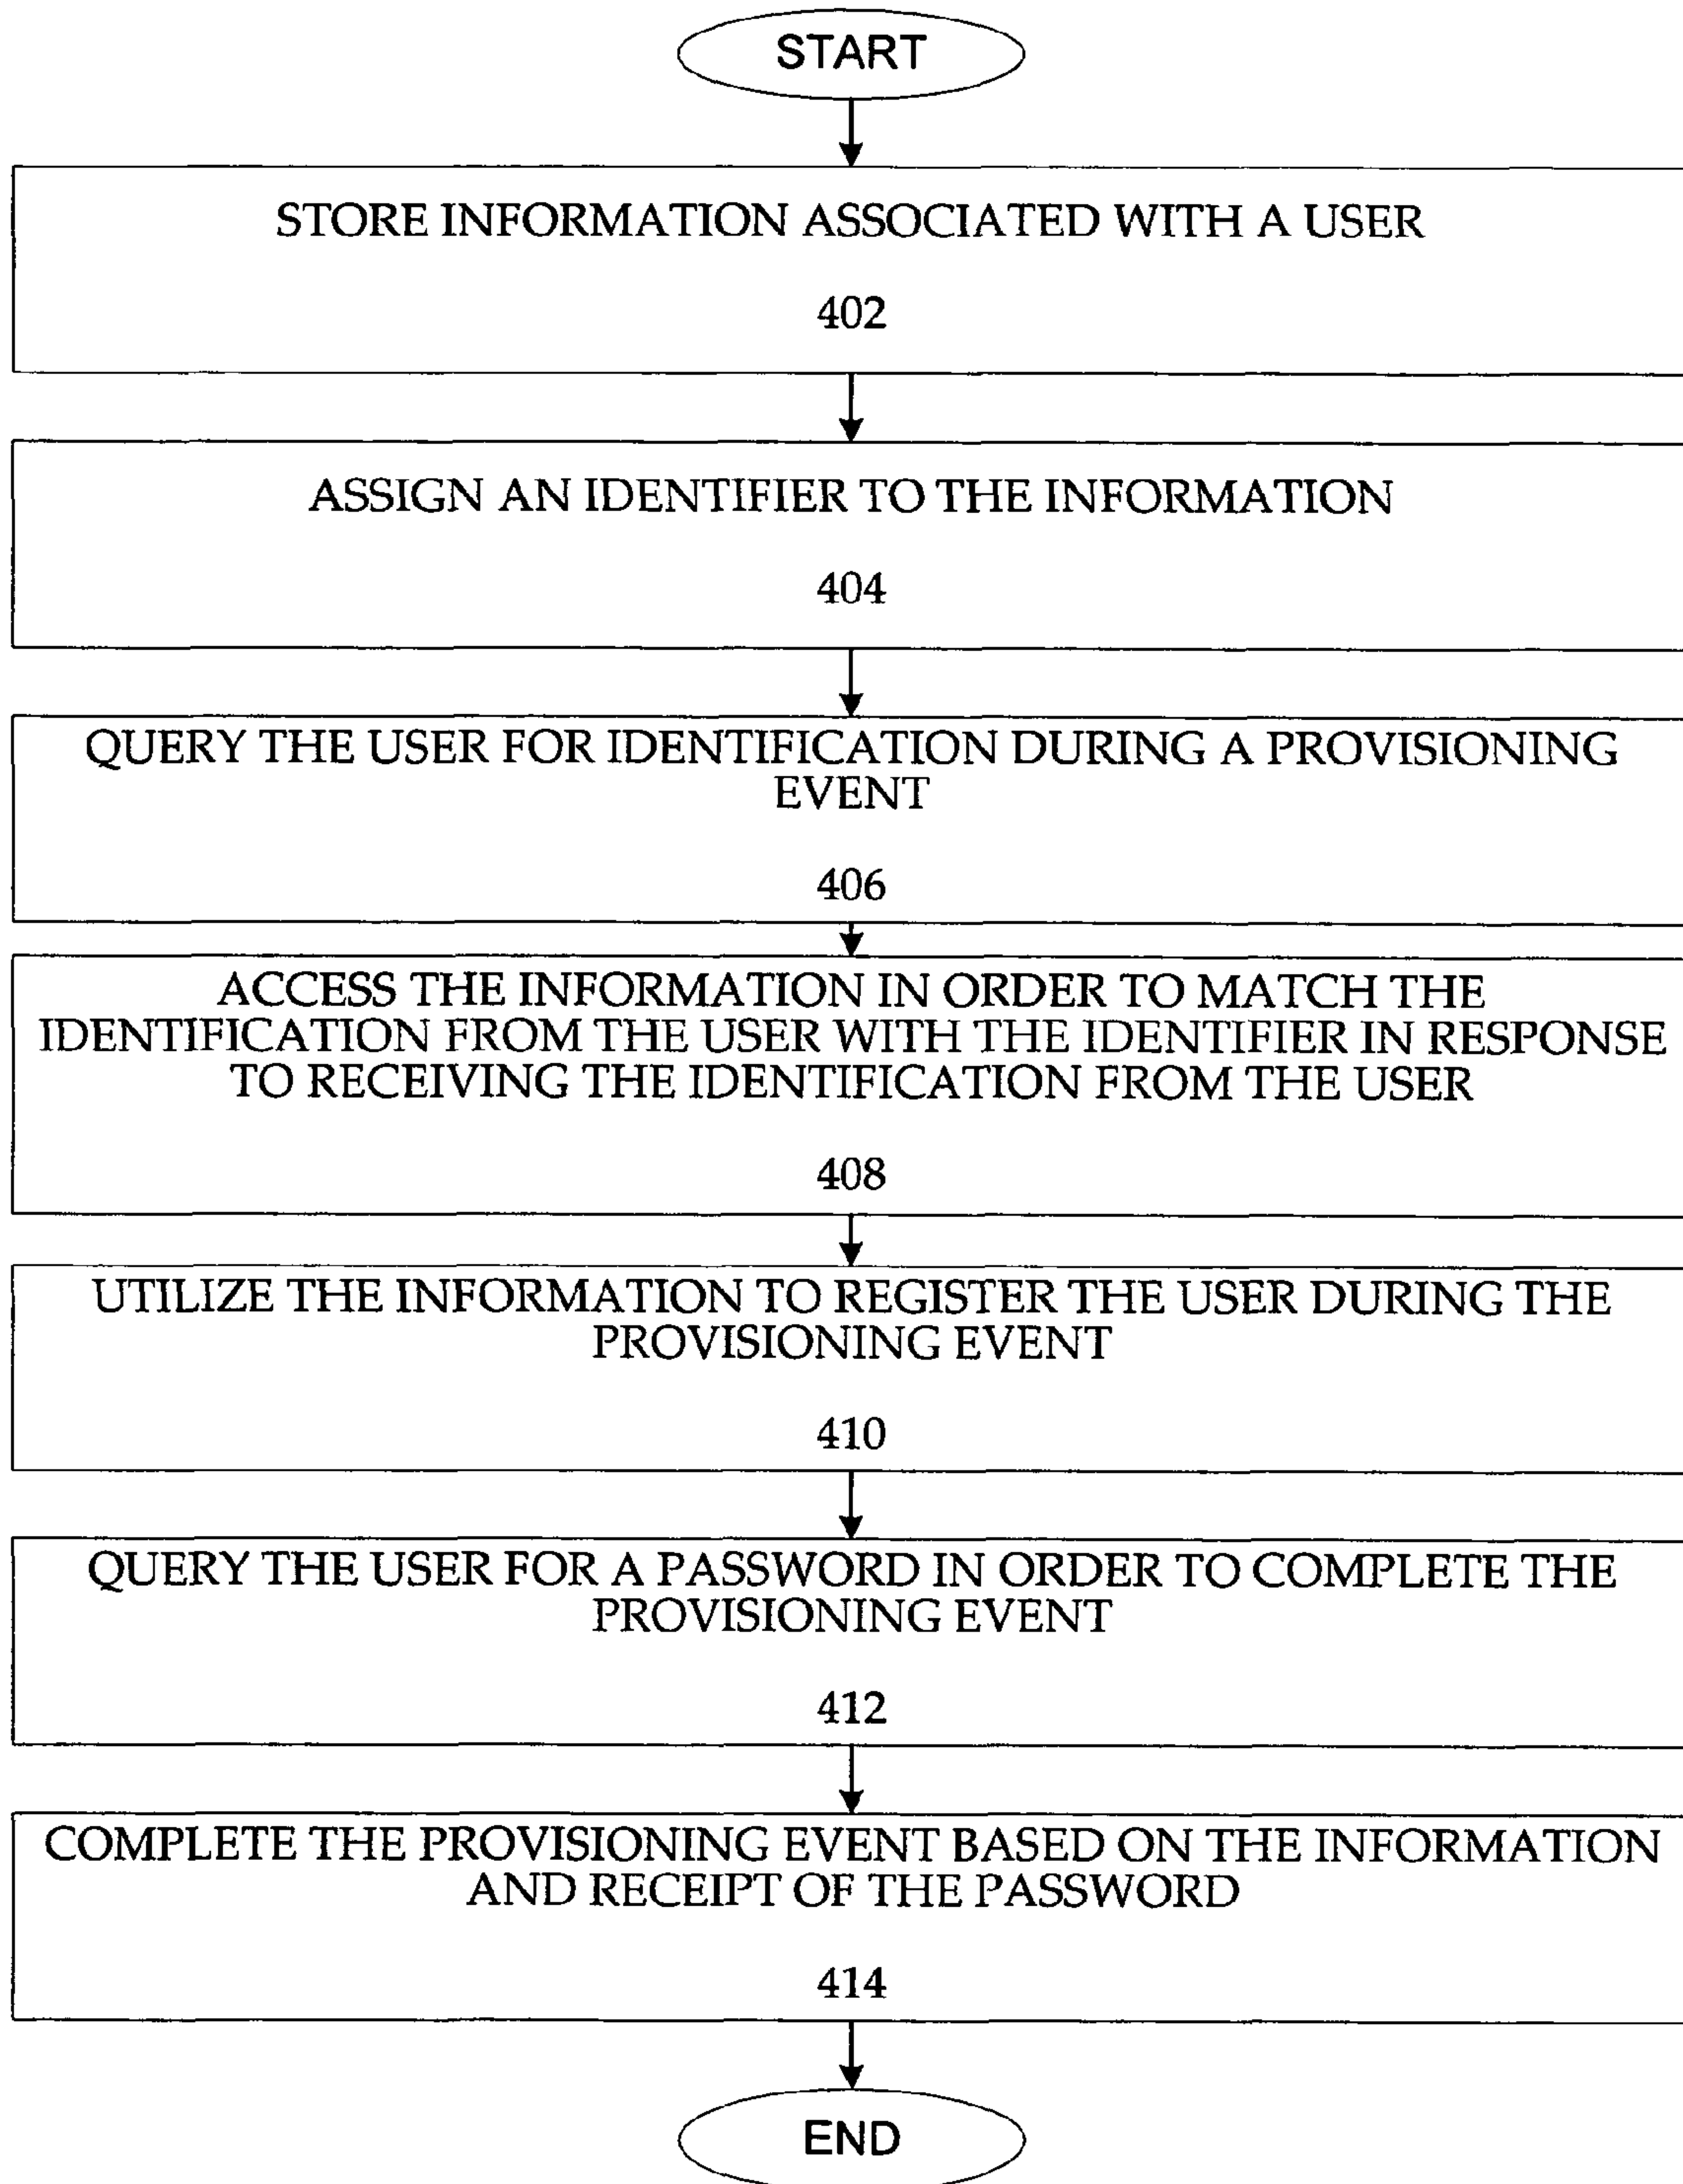 START
STORE INFORMATION ASSOCIATED WITH A USER
402
ASSIGN AN IDENTIFIER TO THE INFORMATION
404
QUERY THE USER FOR IDENTIFICATION DURING A PROVISIONING
EVENT
406
ACCESS THE INFORMATION IN ORDER TO MATCH THE
IDENTIFICATION FROM THE USER WITH THE IDENTIFIER IN RESPONSE
TO RECEIVING THE IDENTIFICATION FROM THE USER
408
UTILIZE THE INFORMATION TO REGISTER THE USER DURING THE
PROVISIONING EVENT
410
QUERY THE USER FOR A PASSWORD IN ORDER TO COMPLETE THE
PROVISIONING EVENT
412
COMPLETE THE PROVISIONING EVENT BASED ON THE INFORMATION
AND RECEIPT OF THE PASSWORD
414
END